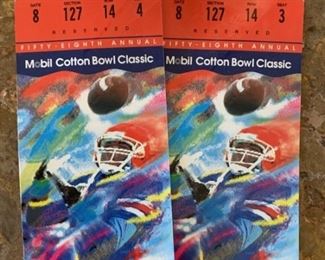 GATE SECTION ROW SEAT
8 127 14 4
RESERVED
FIFTY-EIGHTH ANNUAL
Mobil Cotton Bowl Classic
GATE SECTION ROW SEAT
8 127 14 3
RESERVED
FIFTY-EIGHTH ANNUAL
Mobil Cotton Bowl Classic